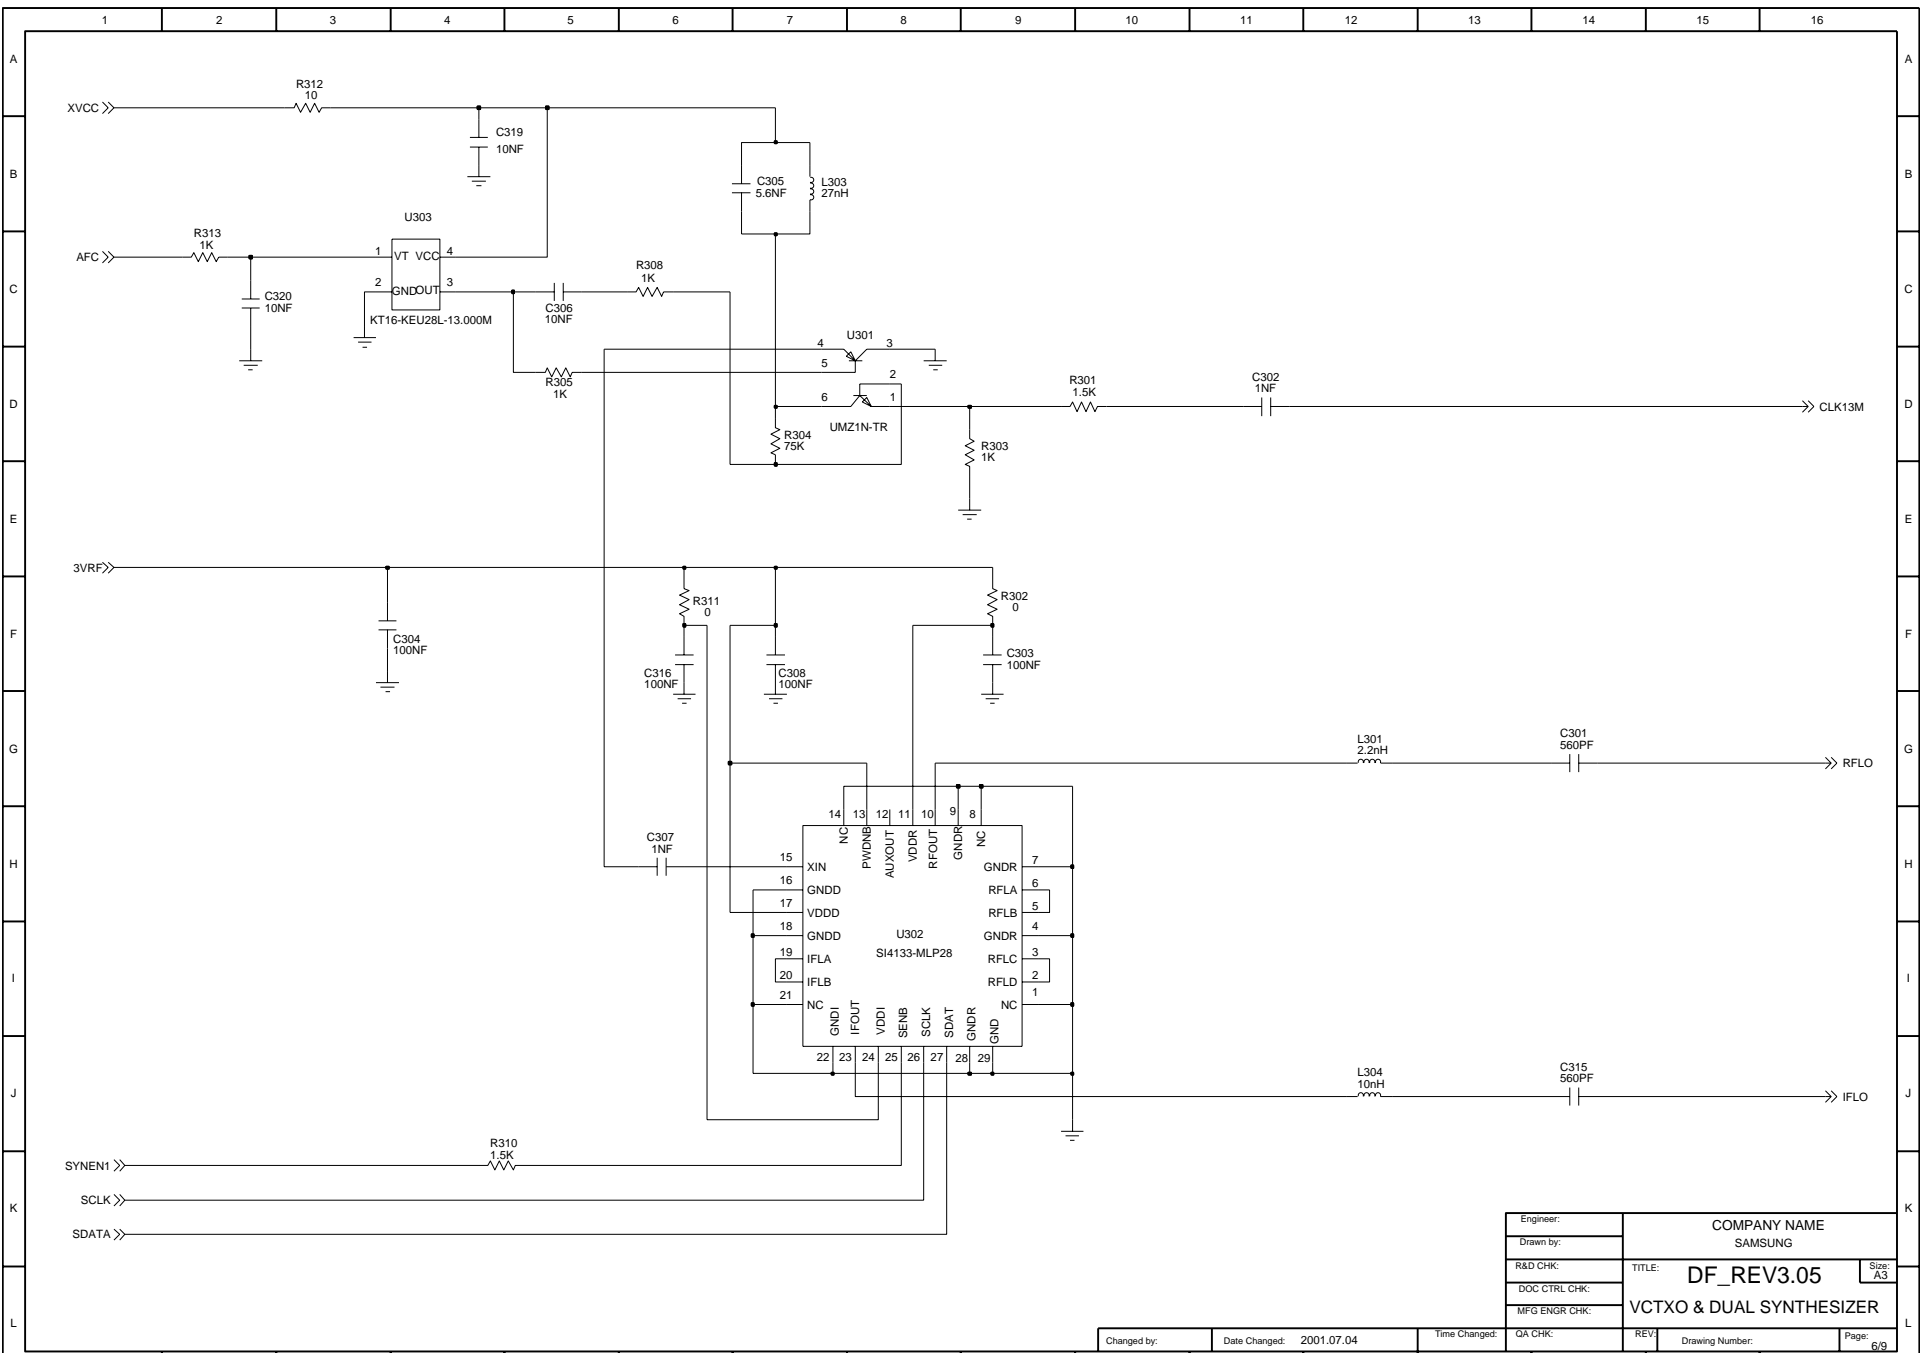 1 2 3 4 5 6 7 8 9 10 11 12 13 14 15 16
A A
R312
10
XVCC
C319
10NF
B B
C305
5.6NF
L303
27nH
U303
R313
1K
AFC
1 VT VCC 4
2 GND OUT 3
KT16-KEU28L-13.000M
C C
C320
10NF
C306
10NF
R308
1K
U301
4 3
5
2
6 1
UMZ1N-TR
R305
1K
R304
75K
D D
R301
1.5K
C302
1NF
CLK13M
R303
1K
E E
3VRF
R311
0
R302
0
F F
C304
100NF
C316
100NF
C308
100NF
C303
100NF
G G
L301
2.2nH
C301
560PF
RFLO
14 13 12 11 10 9 8
NC PWDNB AUXOUT VDDR RFOUT GNDR NC
H H
C307
1NF
15 XIN
16 GNDD
17 VDDD
18 GNDD
19 IFLA
20 IFLB
21 NC
GNDR 7
RFLA 6
RFLB 5
GNDR 4
RFLC 3
RFLD 2
NC 1
U302
SI4133-MLP28
I I
GNDI IFOUT VDDI SENB SCLK SDAT GNDR GND
22 23 24 25 26 27 28 29
J J
L304
10nH
C315
560PF
IFLO
R310
1.5K
SYNEN1
SCLK
SDATA
K K
Engineer:
Drawn by:
R&D CHK:
DOC CTRL CHK:
MFG ENGR CHK:
QA CHK:
COMPANY NAME
SAMSUNG
TITLE: DF_REV3.05
Size:
A3
VCTXO & DUAL SYNTHESIZER
L L
Changed by: Date Changed: 2001.07.04 Time Changed: REV: Drawing Number: Page:
6/9